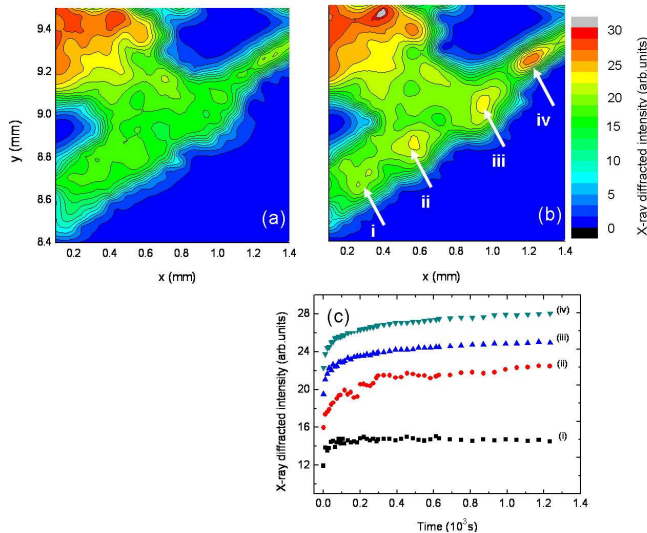 9.4
9.2
9.0
8.8
8.6
8.4
y (mm)
0.2 0.4 0.6 0.8 1.0 1.2 1.4
x (mm)
(a)
0.2 0.4 0.6 0.8 1.0 1.2 1.4
x (mm)
(b)
i
ii
iii
iv
30
25
20
15
10
5
0
X-ray diffracted intensity (arb.units)
(c)
28
24
20
16
12
X-ray diffracted intensity (arb.units)
(iv)
(iii)
(ii)
(i)
0.0 0.2 0.4 0.6 0.8 1.0 1.2 1.4
Time (10³s)